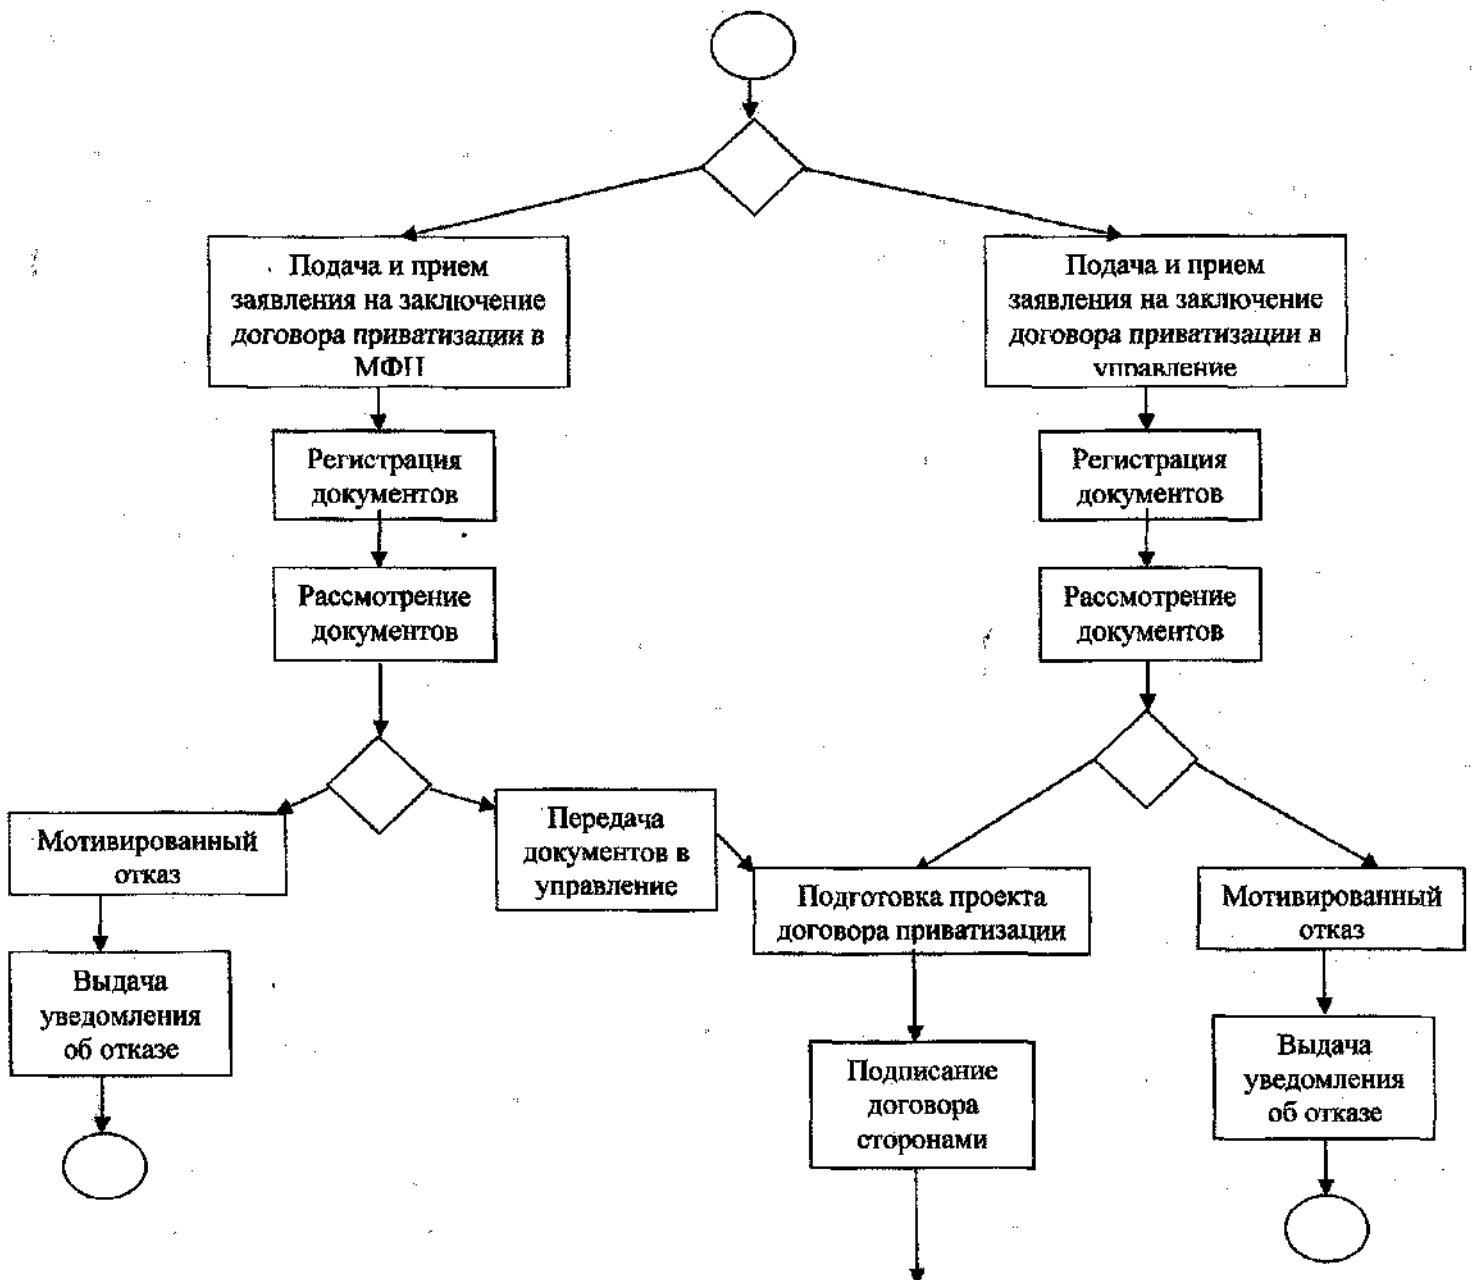 Подача и прием
заявления на заключение
договора приватизации в
МФЦ
Подача и прием
заявления на заключение
договора приватизации в
управление
Регистрация
документов
Регистрация
документов
Рассмотрение
документов
Рассмотрение
документов
Мотивированный
отказ
Передача
документов в
управление
Подготовка проекта
договора приватизации
Мотивированный
отказ
Выдача
уведомления
об отказе
Подписание
договора
сторонами
Выдача
уведомления
об отказе